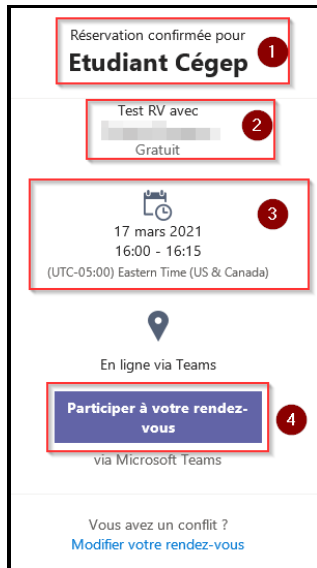 Réservation confirmée pour
Etudiant Cégep
1
Test RV avec
2
Gratuit
3
17 mars 2021
16:00 - 16:15
(UTC-05:00) Eastern Time (US & Canada)
En ligne via Teams
Participer à votre rendez-
vous
4
via Microsoft Teams
Vous avez un conflit ?
Modifier votre rendez-vous